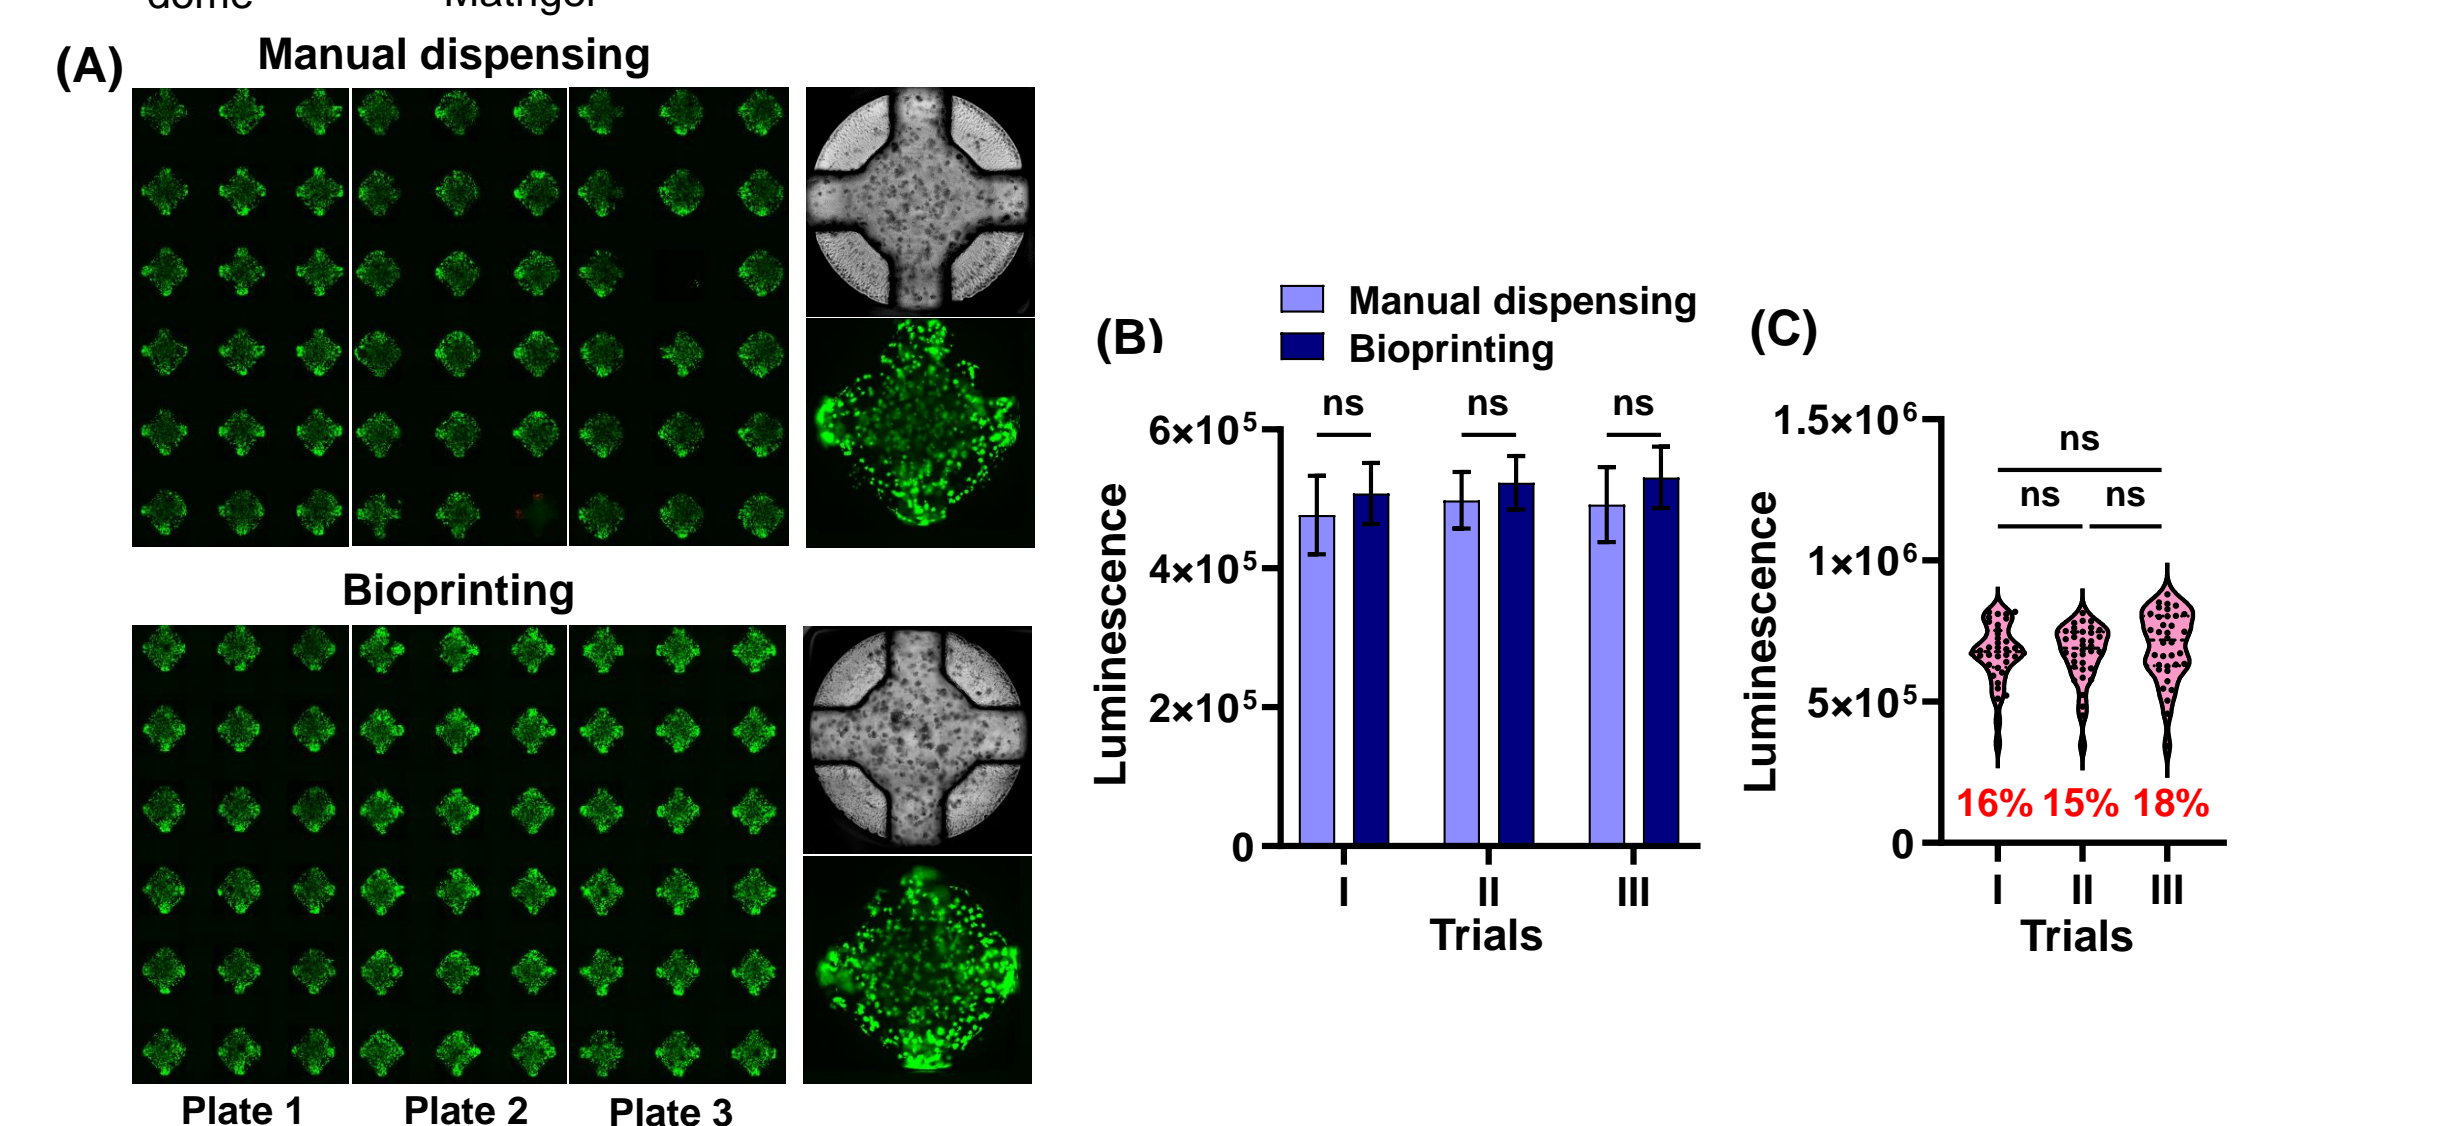 dome
Matrigel
(A)
Manual dispensing
Bioprinting
Plate 1
Plate 2
Plate 3
(B)
Manual dispensing
Bioprinting
ns
ns
ns
6×10⁵
4×10⁵
2×10⁵
0
Luminescence
I
II
III
Trials
(C)
1.5×10⁶
1×10⁶
5×10⁵
0
Luminescence
ns
ns
ns
16%
15%
18%
I
II
III
Trials